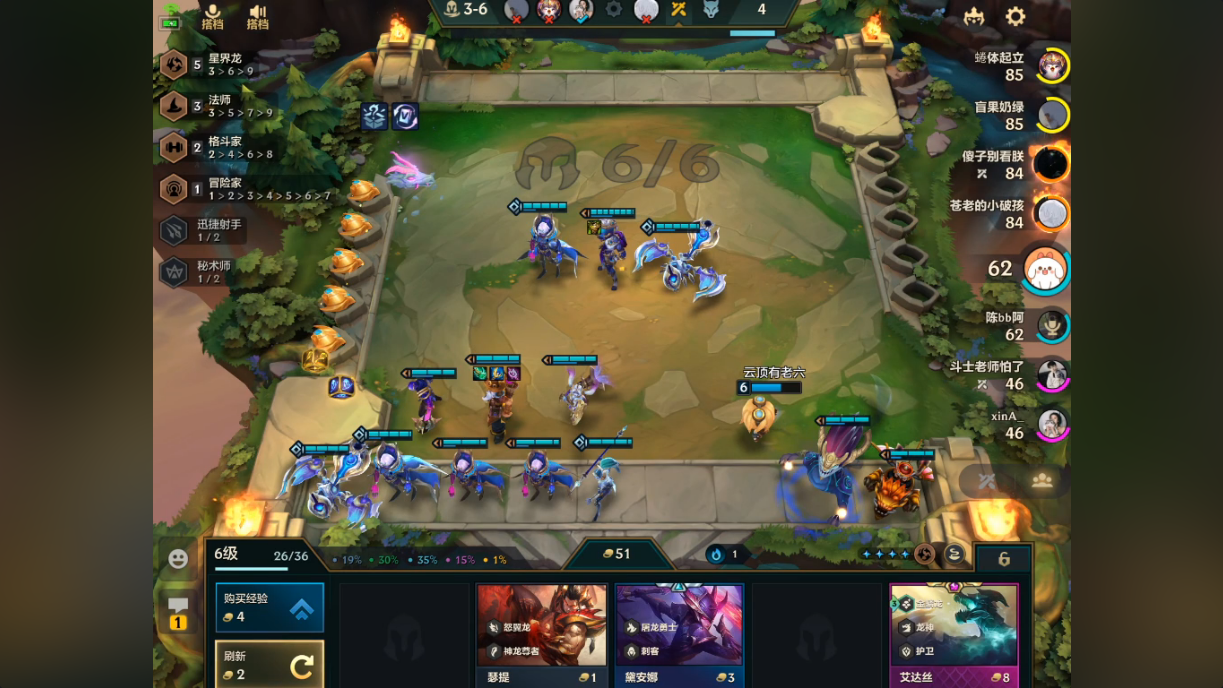 搭档
搭档
3-6
4
5
星界龙
3 > 6 > 9
3
法师
3 > 5 > 7 > 9
2
格斗家
2 > 4 > 6 > 8
1
冒险家
1 > 2 > 3 > 4 > 5 > 6 > 7
迅捷射手
1 / 2
秘术师
1 / 2
6/6
蜷体起立
85
盲果奶绿
85
傻子别看朕
84
苍老的小破孩
84
62
陈bb阿
62
斗士老师怕了
46
xinA_
46
云顶有老六
6
6级
26/36
19%
30%
35%
15%
1%
51
1
购买经验
4
刷新
2
1
怒翼龙
神龙尊者
瑟提
1
屠龙勇士
刺客
黛安娜
3
3
龙神
护卫
艾达丝
8